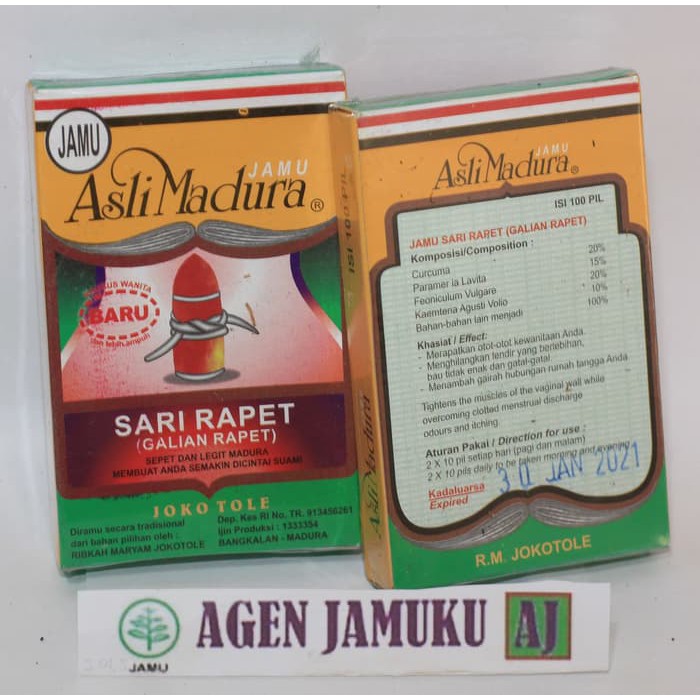 JAMU
JAMU
Asli Madura ®
KHUSUS WANITA
BARU
dan lebih ampuh
SARI RAPET
(GALIAN RAPET)
SEPET DAN LEGIT MADURA
MEMBUAT ANDA SEMAKIN DICINTAI SUAMI
JOKO TOLE
Diramu secara tradisional
dari bahan pilihan oleh :
RIBKAH MARYAM JOKOTOLE
Dep. Kes RI No. TR. 913456261
Ijin Produksi : 1333354
BANGKALAN - MADURA
ISI 100 PIL
Asli Madura
JAMU
Asli Madura ®
ISI 100 PIL
JAMU SARI RAPET (GALIAN RAPET)
Komposisi/Composition :
Curcuma 20%
Paramer ia Lavita 15%
Feoniculum Vulgare 20%
Kaemtena Agusti Volio 10%
Bahan-bahan lain menjadi 100%
Khasiat / Effect:
- Merapatkan otot-otot kewanitaan Anda.
- Menghilangkan lendir yang berlebihan,
bau tidak enak dan gatal-gatal.
- Menambah gairah hubungan rumah tangga Anda
Tightens the muscles of the vaginal wall while
overcoming clotted menstrual discharge
odours and itching.
Aturan Pakai / Direction for use :
2 X 10 pil setiap hari (pagi dan malam)
2 X 10 pils daily to be taken morning and evening
Kadaluarsa
Expired
30 JAN 2021
R.M. JOKOTOLE
JAMU
AGEN JAMUKU AJ